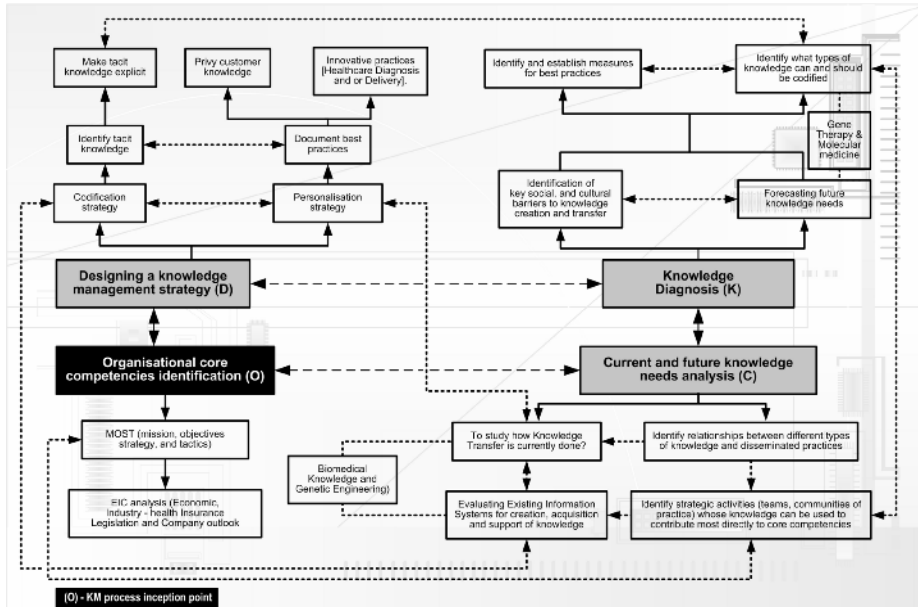 Make tacit
knowledge explicit
Privy customer
knowledge
Innovative practices
[Healthcare Diagnosis
and or Delivery].
Identify and establish measures
for best practices
Identify what types of
knowledge can and should
be codified
Identify tacit
knowledge
Document best
practices
Gene
Therapy &
Molecular
medicine
Codification
strategy
Personalisation
strategy
Identification of
key social, and cultural
barriers to knowledge
creation and transfer
Forecasting future
knowledge needs
Designing a knowledge
management strategy (D)
Knowledge
Diagnosis (K)
Organisational core
competencies identification (O)
Current and future knowledge
needs analysis (C)
MOST (mission, objectives
strategy, and tactics)
To study how Knowledge
Transfer is currently done?
Identify relationships between different types
of knowledge and disseminated practices
Biomedical
Knowledge and
Genetic Engineering)
EIC analysis (Economic,
Industry - health Insurance
Legislation and Company outlook
Evaluating Existing Information
Systems for creation, acquisition
and support of knowledge
Identify strategic activities (teams, communities of
practice) whose knowledge can be used to
contribute most directly to core competencies
(O) - KM process inception point